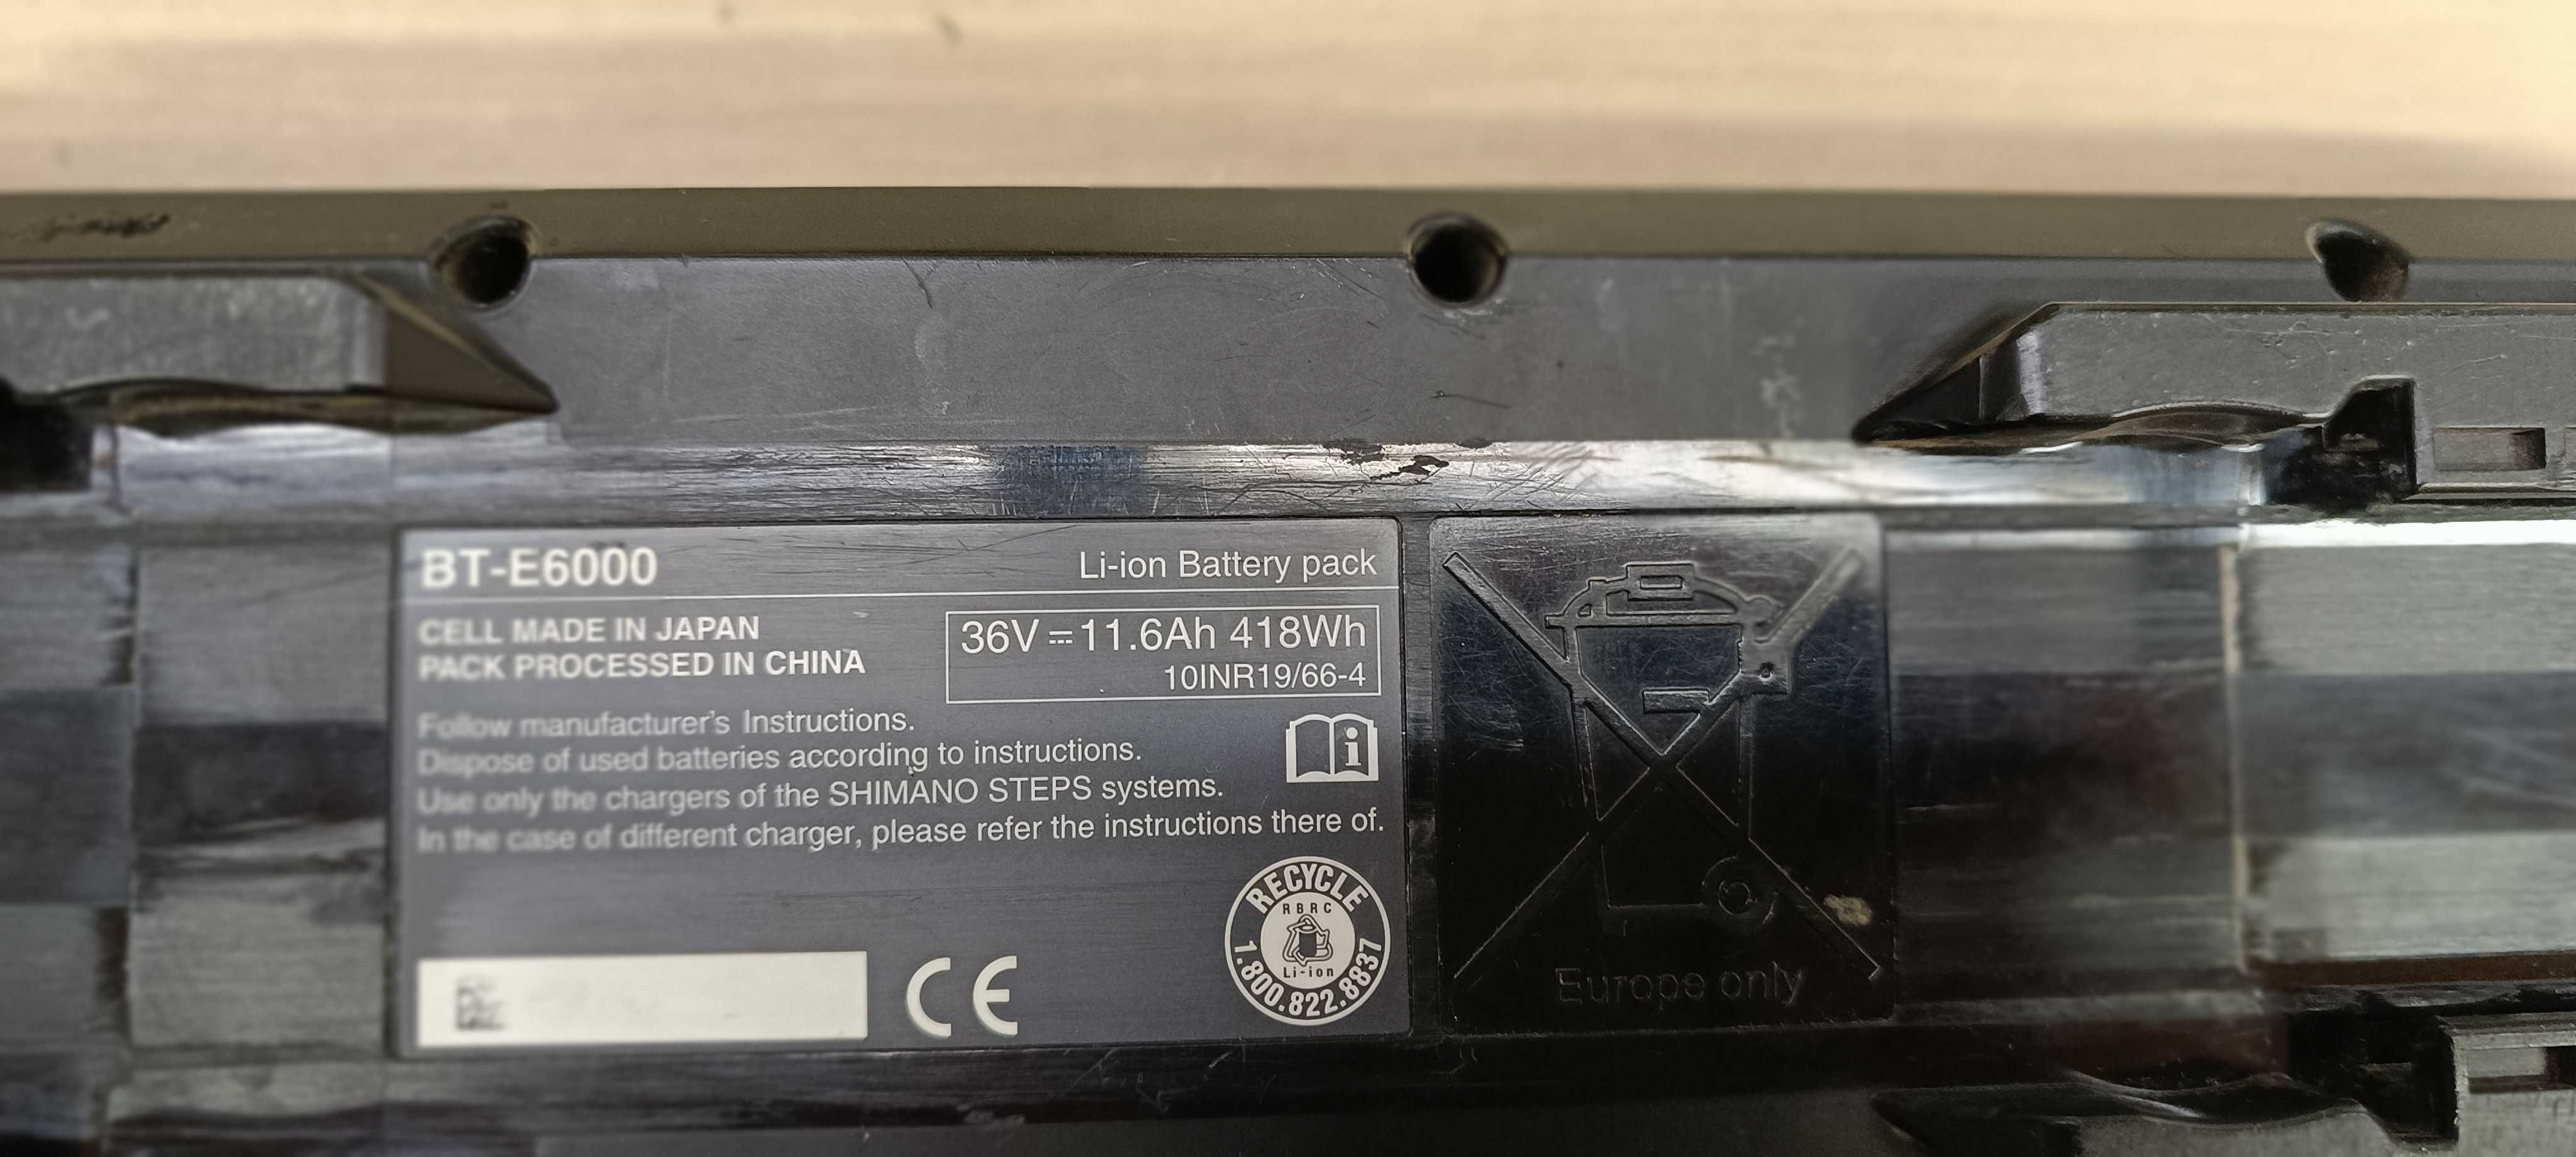 BT-E6000
Li-ion Battery pack
CELL MADE IN JAPAN
PACK PROCESSED IN CHINA
36V⎓11.6Ah 418Wh
10INR19/66-4
Follow manufacturer's Instructions.
Dispose of used batteries according to instructions.
Use only the chargers of the SHIMANO STEPS systems.
In the case of different charger, please refer the instructions there of.
RECYCLE
RBRC
Li-ion
1.800.822.8837
CE
Europe only